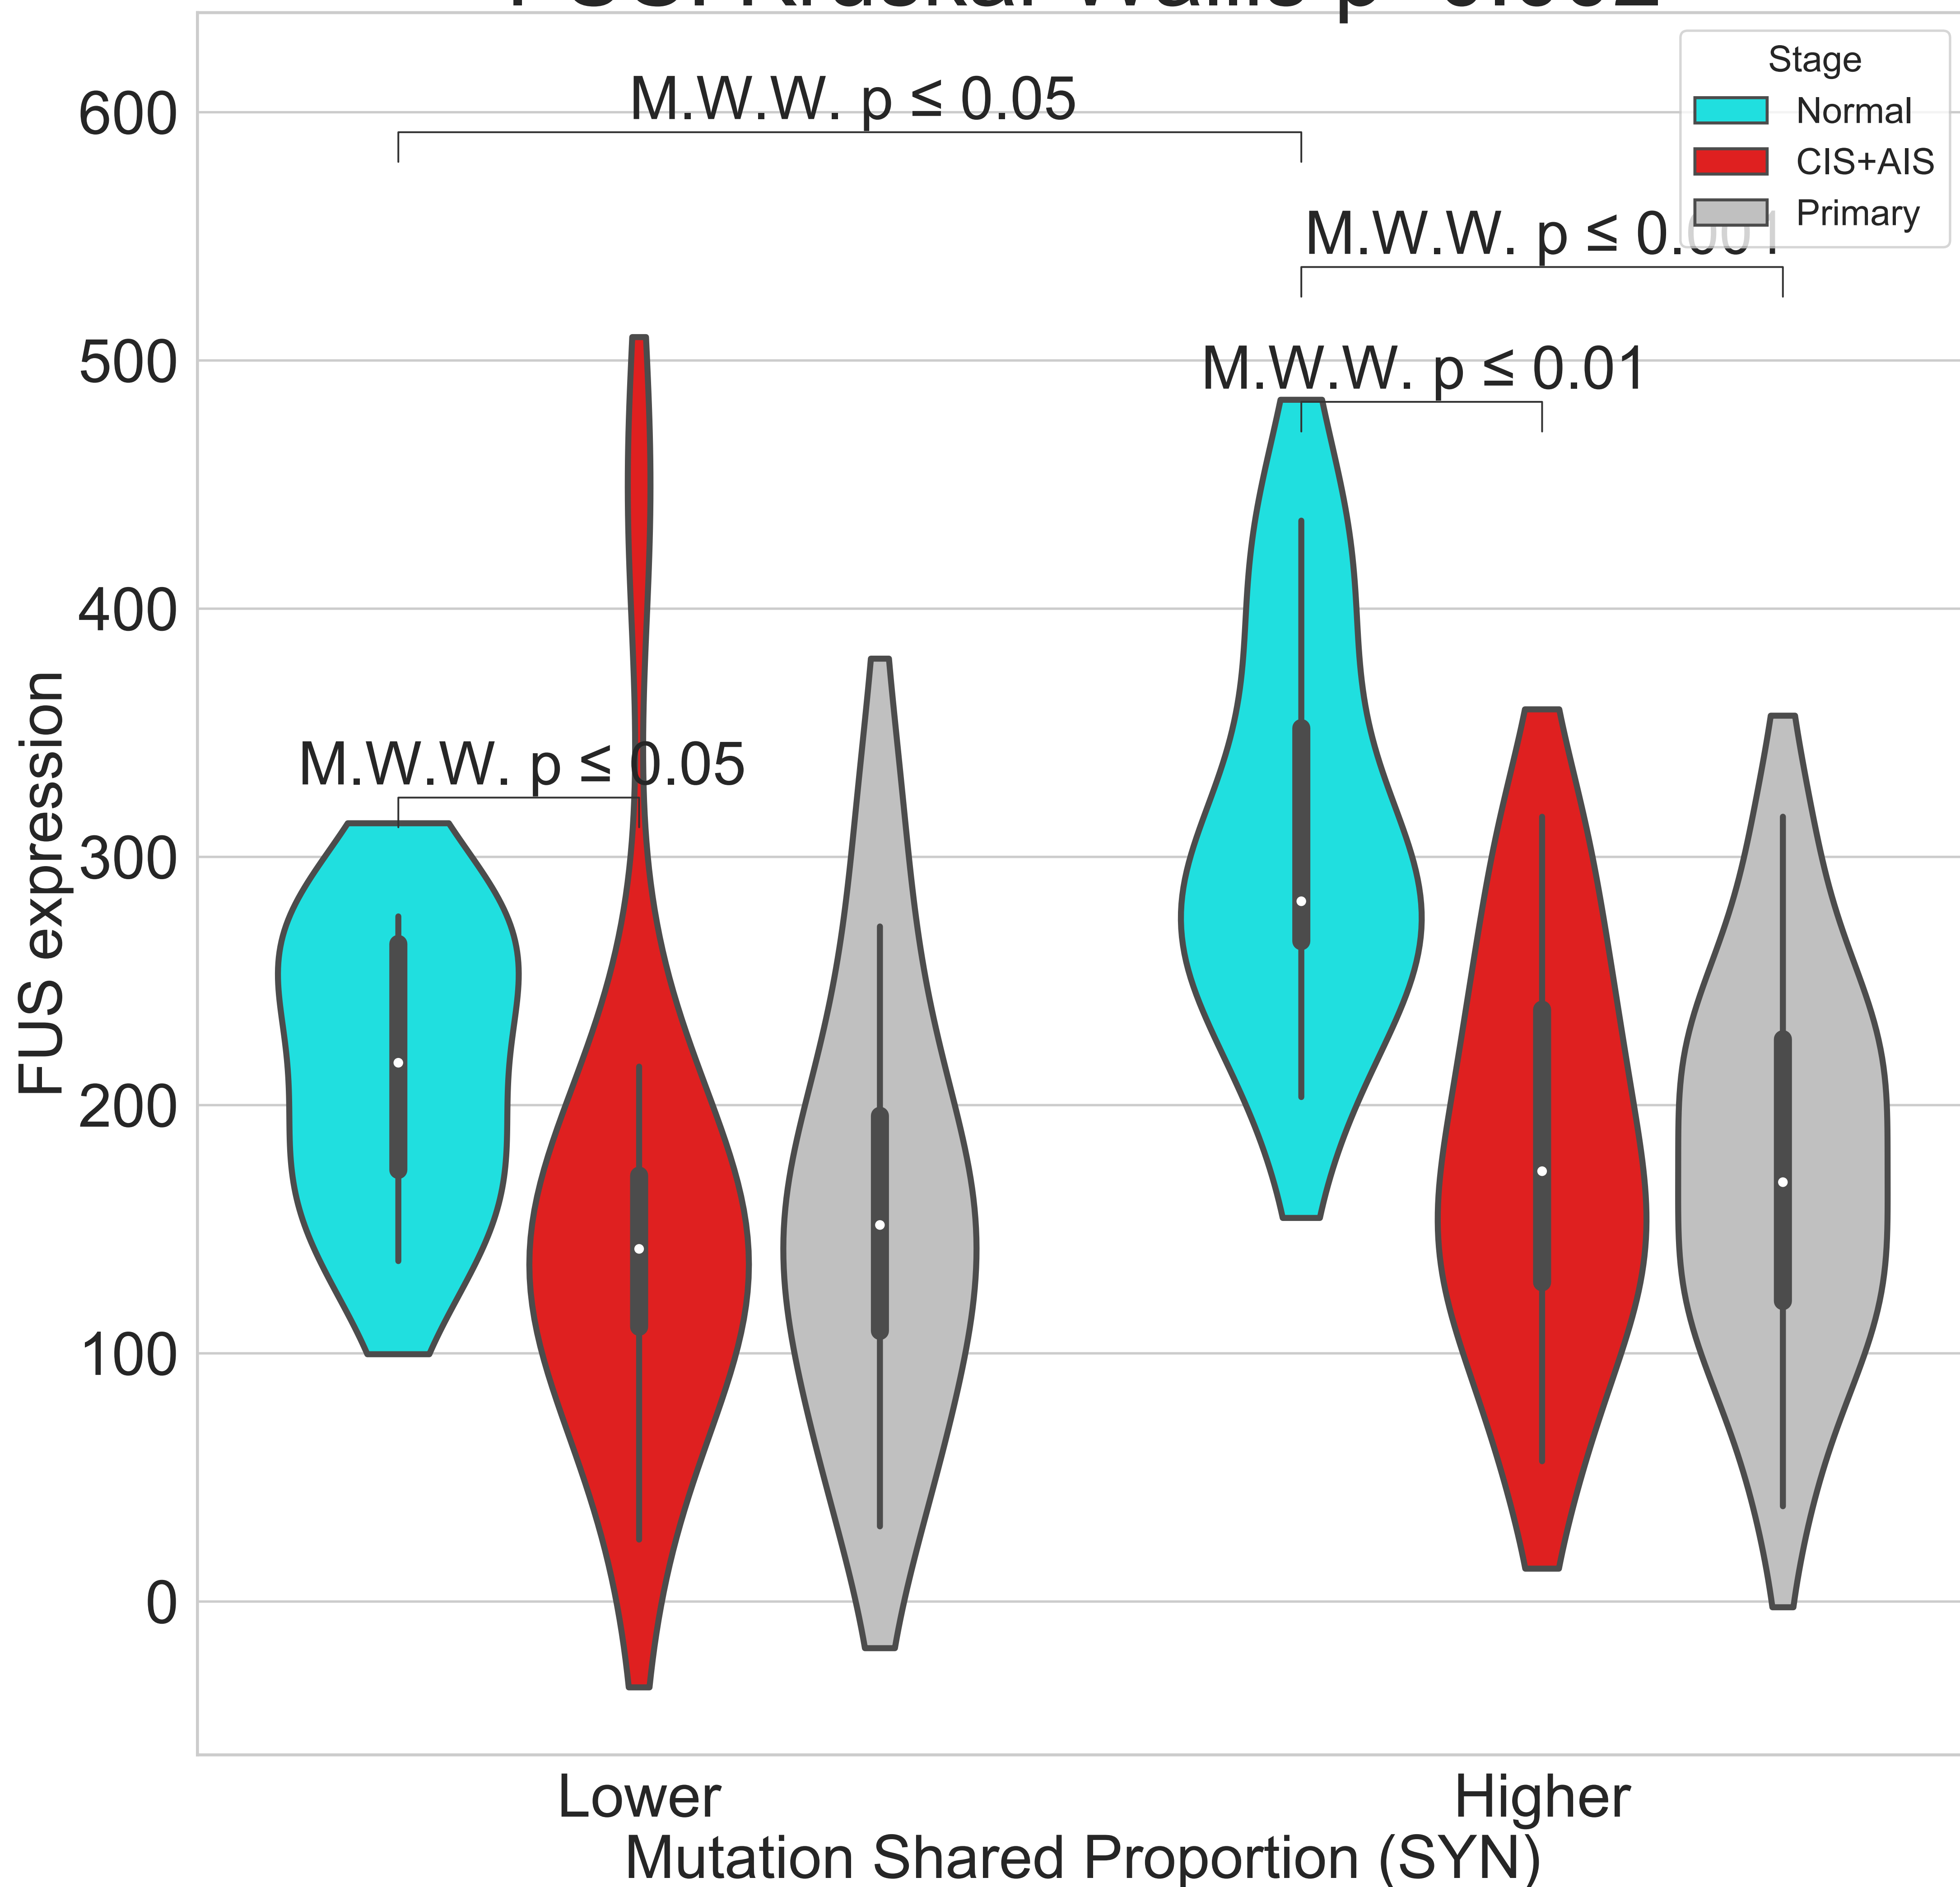 Stage
Normal
CIS+AIS
Primary
M.W.W. p ≤ 0.05
M.W.W. p ≤ 0.001
M.W.W. p ≤ 0.01
M.W.W. p ≤ 0.05
600
500
400
300
200
100
0
FUS expression
Lower
Higher
Mutation Shared Proportion (SYN)